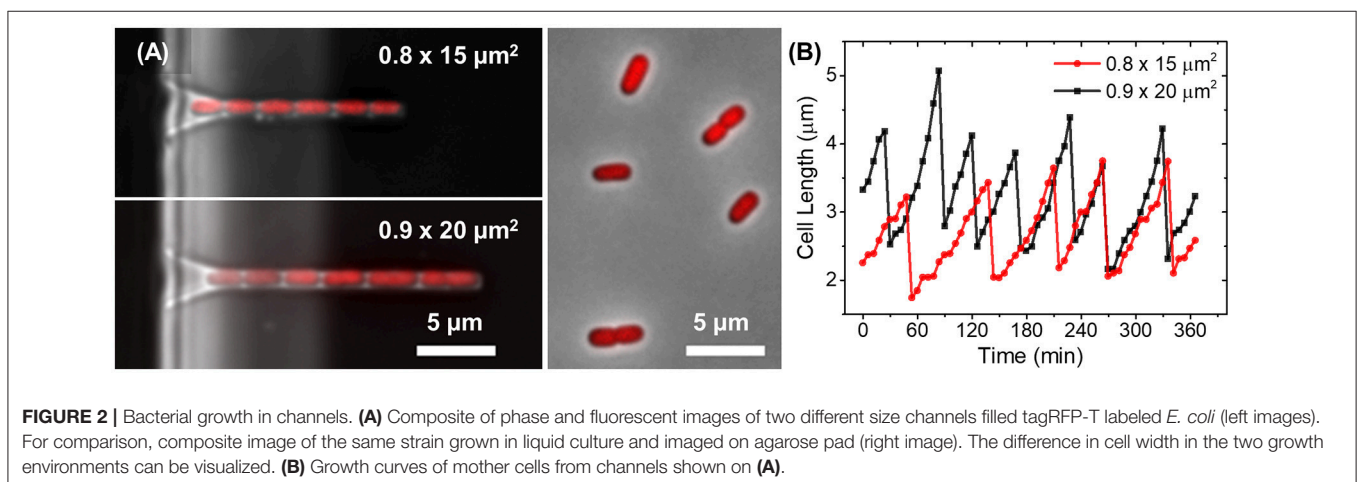 (A)
0.8 x 15 µm²
0.9 x 20 µm²
5 µm
5 µm
(B)
0.8 x 15 µm²
0.9 x 20 µm²
Cell Length (µm)
5
4
3
2
0 60 120 180 240 300 360
Time (min)
FIGURE 2 | Bacterial growth in channels. (A) Composite of phase and fluorescent images of two different size channels filled tagRFP-T labeled E. coli (left images).
For comparison, composite image of the same strain grown in liquid culture and imaged on agarose pad (right image). The difference in cell width in the two growth
environments can be visualized. (B) Growth curves of mother cells from channels shown on (A).